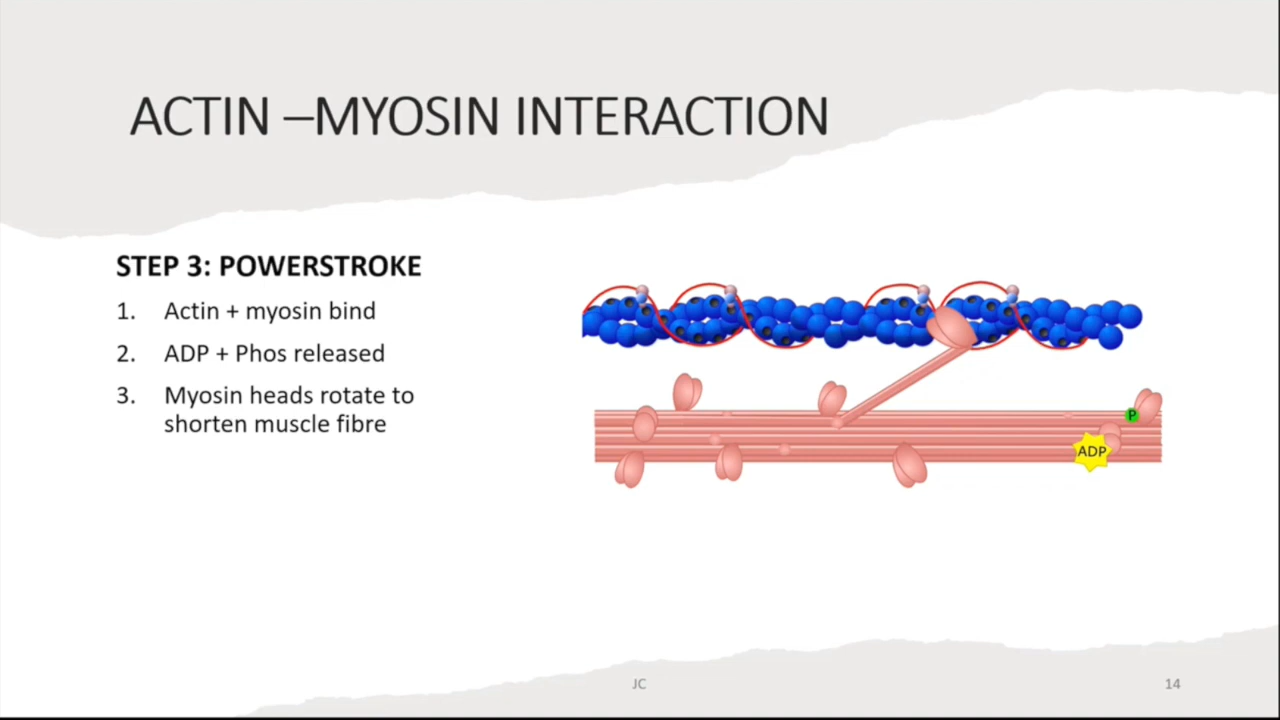 ACTIN –MYOSIN INTERACTION
STEP 3: POWERSTROKE
1. Actin + myosin bind
2. ADP + Phos released
3. Myosin heads rotate to
shorten muscle fibre
P
ADP
JC
14